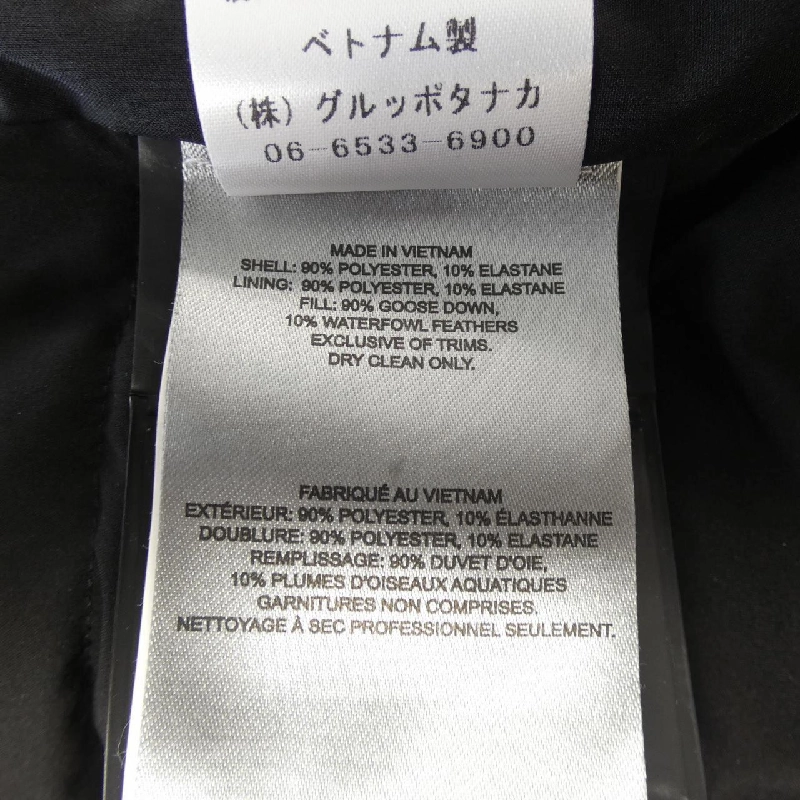 ベトナム製
(株) グルッポタナカ
06-6533-6900
MADE IN VIETNAM
SHELL: 90% POLYESTER, 10% ELASTANE
LINING: 90% POLYESTER, 10% ELASTANE
FILL: 90% GOOSE DOWN,
10% WATERFOWL FEATHERS
EXCLUSIVE OF TRIMS.
DRY CLEAN ONLY.
FABRIQUÉ AU VIETNAM
EXTÉRIEUR: 90% POLYESTER, 10% ÉLASTHANNE
DOUBLURE: 90% POLYESTER, 10% ELASTANE
REMPLISSAGE: 90% DUVET D'OIE,
10% PLUMES D'OISEAUX AQUATIQUES
GARNITURES NON COMPRISES.
NETTOYAGE À SEC PROFESSIONNEL SEULEMENT.